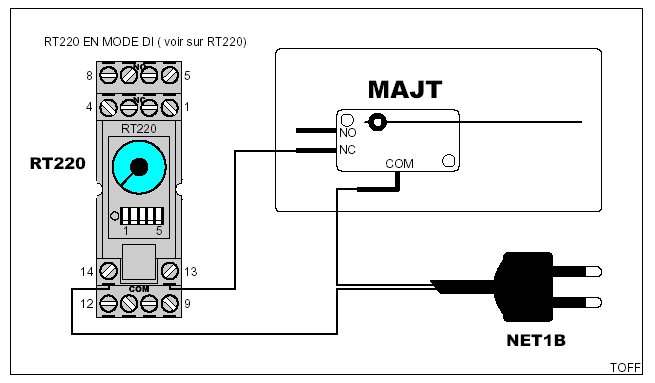 RT220 EN MODE DI ( voir sur RT220)
NO
8
5
MAJT
NC
4
1
RT220
NO
RT220
NC
COM
1
5
14
13
COM
12
9
NET1B
TOFF